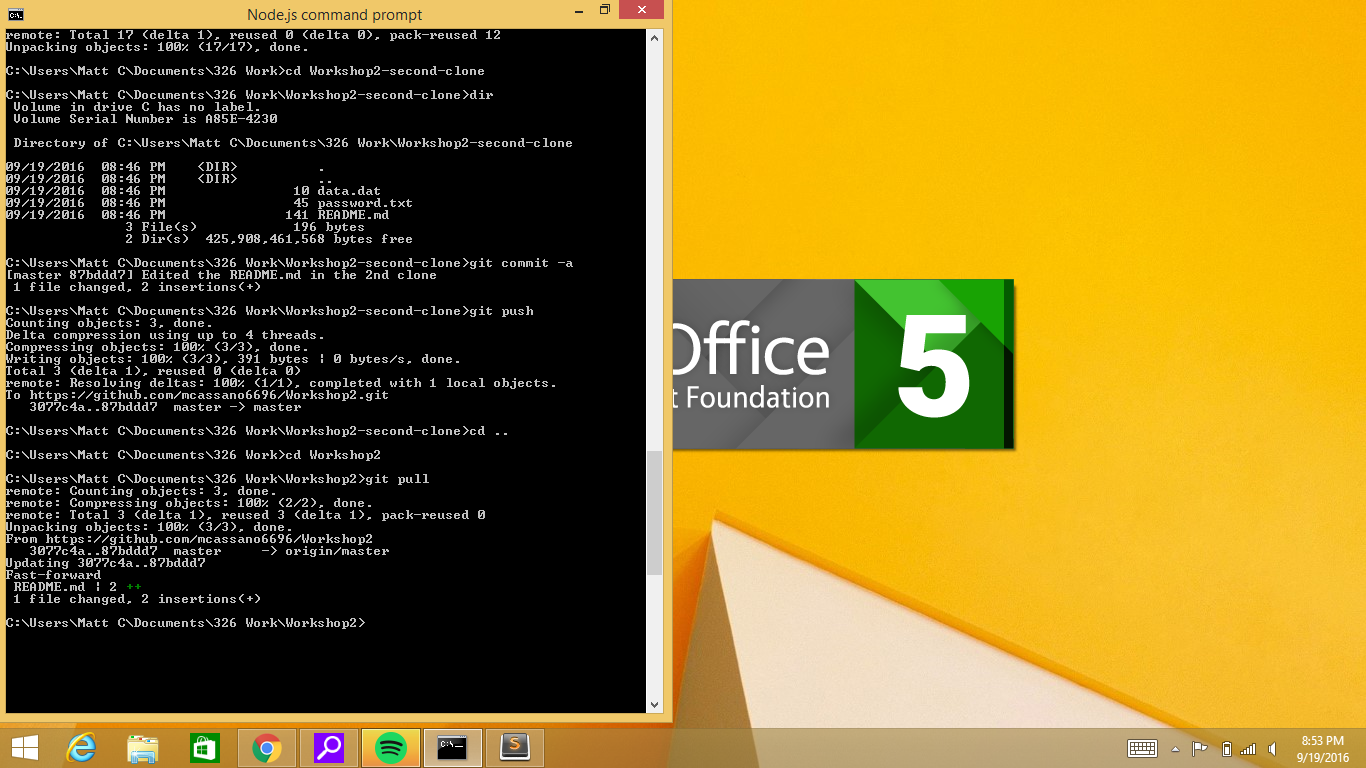 Node.js command prompt
remote: Total 17 (delta 1), reused 0 (delta 0), pack-reused 12
Unpacking objects: 100% (17/17), done.
C:\Users\Matt C\Documents\326 Work>cd Workshop2-second-clone
C:\Users\Matt C\Documents\326 Work\Workshop2-second-clone>dir
Volume in drive C has no label.
Volume Serial Number is A85E-4230
Directory of C:\Users\Matt C\Documents\326 Work\Workshop2-second-clone
09/19/2016  08:46 PM    <DIR>          .
09/19/2016  08:46 PM    <DIR>          ..
09/19/2016  08:46 PM                10 data.dat
09/19/2016  08:46 PM                45 password.txt
09/19/2016  08:46 PM               141 README.md
3 File(s)            196 bytes
2 Dir(s)  425,908,461,568 bytes free
C:\Users\Matt C\Documents\326 Work\Workshop2-second-clone>git commit -a
[master 87bddd7] Edited the README.md in the 2nd clone
1 file changed, 2 insertions(+)
C:\Users\Matt C\Documents\326 Work\Workshop2-second-clone>git push
Counting objects: 3, done.
Delta compression using up to 4 threads.
Compressing objects: 100% (3/3), done.
Writing objects: 100% (3/3), 391 bytes | 0 bytes/s, done.
Total 3 (delta 1), reused 0 (delta 0)
remote: Resolving deltas: 100% (1/1), completed with 1 local objects.
To https://github.com/mcassano6696/Workshop2.git
3077c4a..87bddd7  master -> master
C:\Users\Matt C\Documents\326 Work\Workshop2-second-clone>cd ..
C:\Users\Matt C\Documents\326 Work>cd Workshop2
C:\Users\Matt C\Documents\326 Work\Workshop2>git pull
remote: Counting objects: 3, done.
remote: Compressing objects: 100% (2/2), done.
remote: Total 3 (delta 1), reused 3 (delta 1), pack-reused 0
Unpacking objects: 100% (3/3), done.
From https://github.com/mcassano6696/Workshop2
3077c4a..87bddd7  master     -> origin/master
Updating 3077c4a..87bddd7
Fast-forward
README.md | 2 ++
1 file changed, 2 insertions(+)
C:\Users\Matt C\Documents\326 Work\Workshop2>
Office 5
t Foundation
8:53 PM
9/19/2016